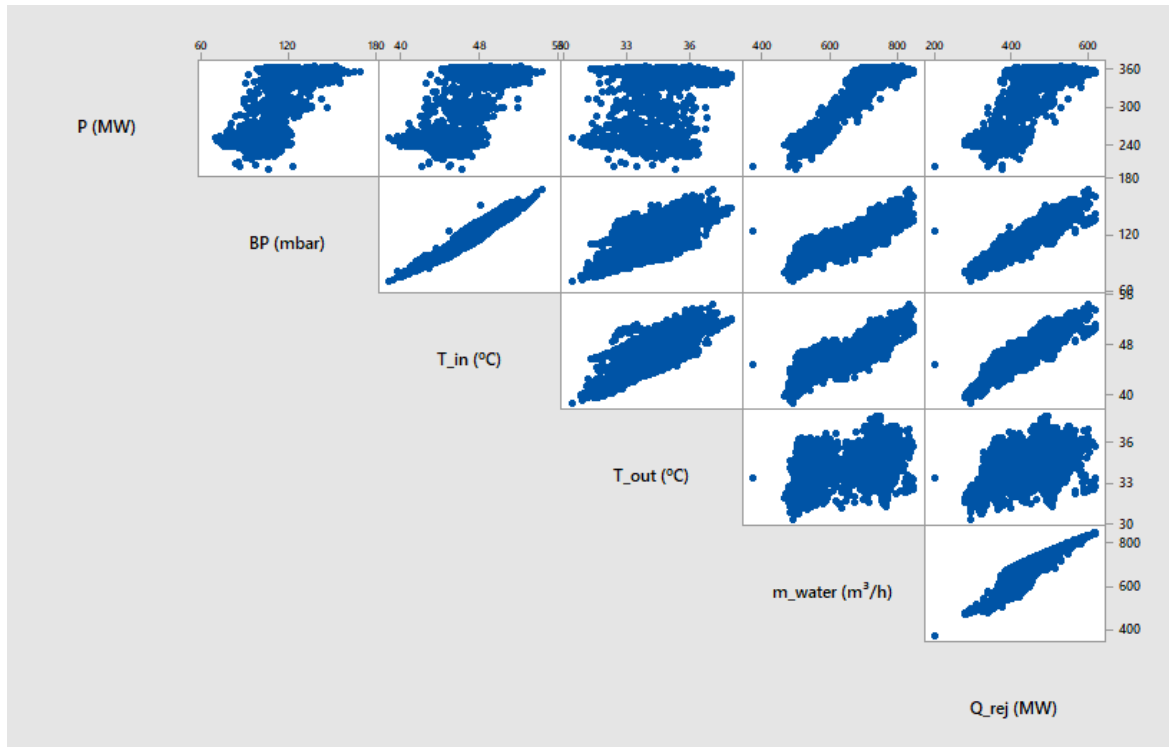 60 120 180 40 48 56 30 33 36 400 600 800 200 400 600
P (MW)
360
300
240
180
BP (mbar)
120
60
T_in (⁰C)
56
48
40
T_out (⁰C)
36
33
30
m_water (m³/h)
800
600
400
Q_rej (MW)